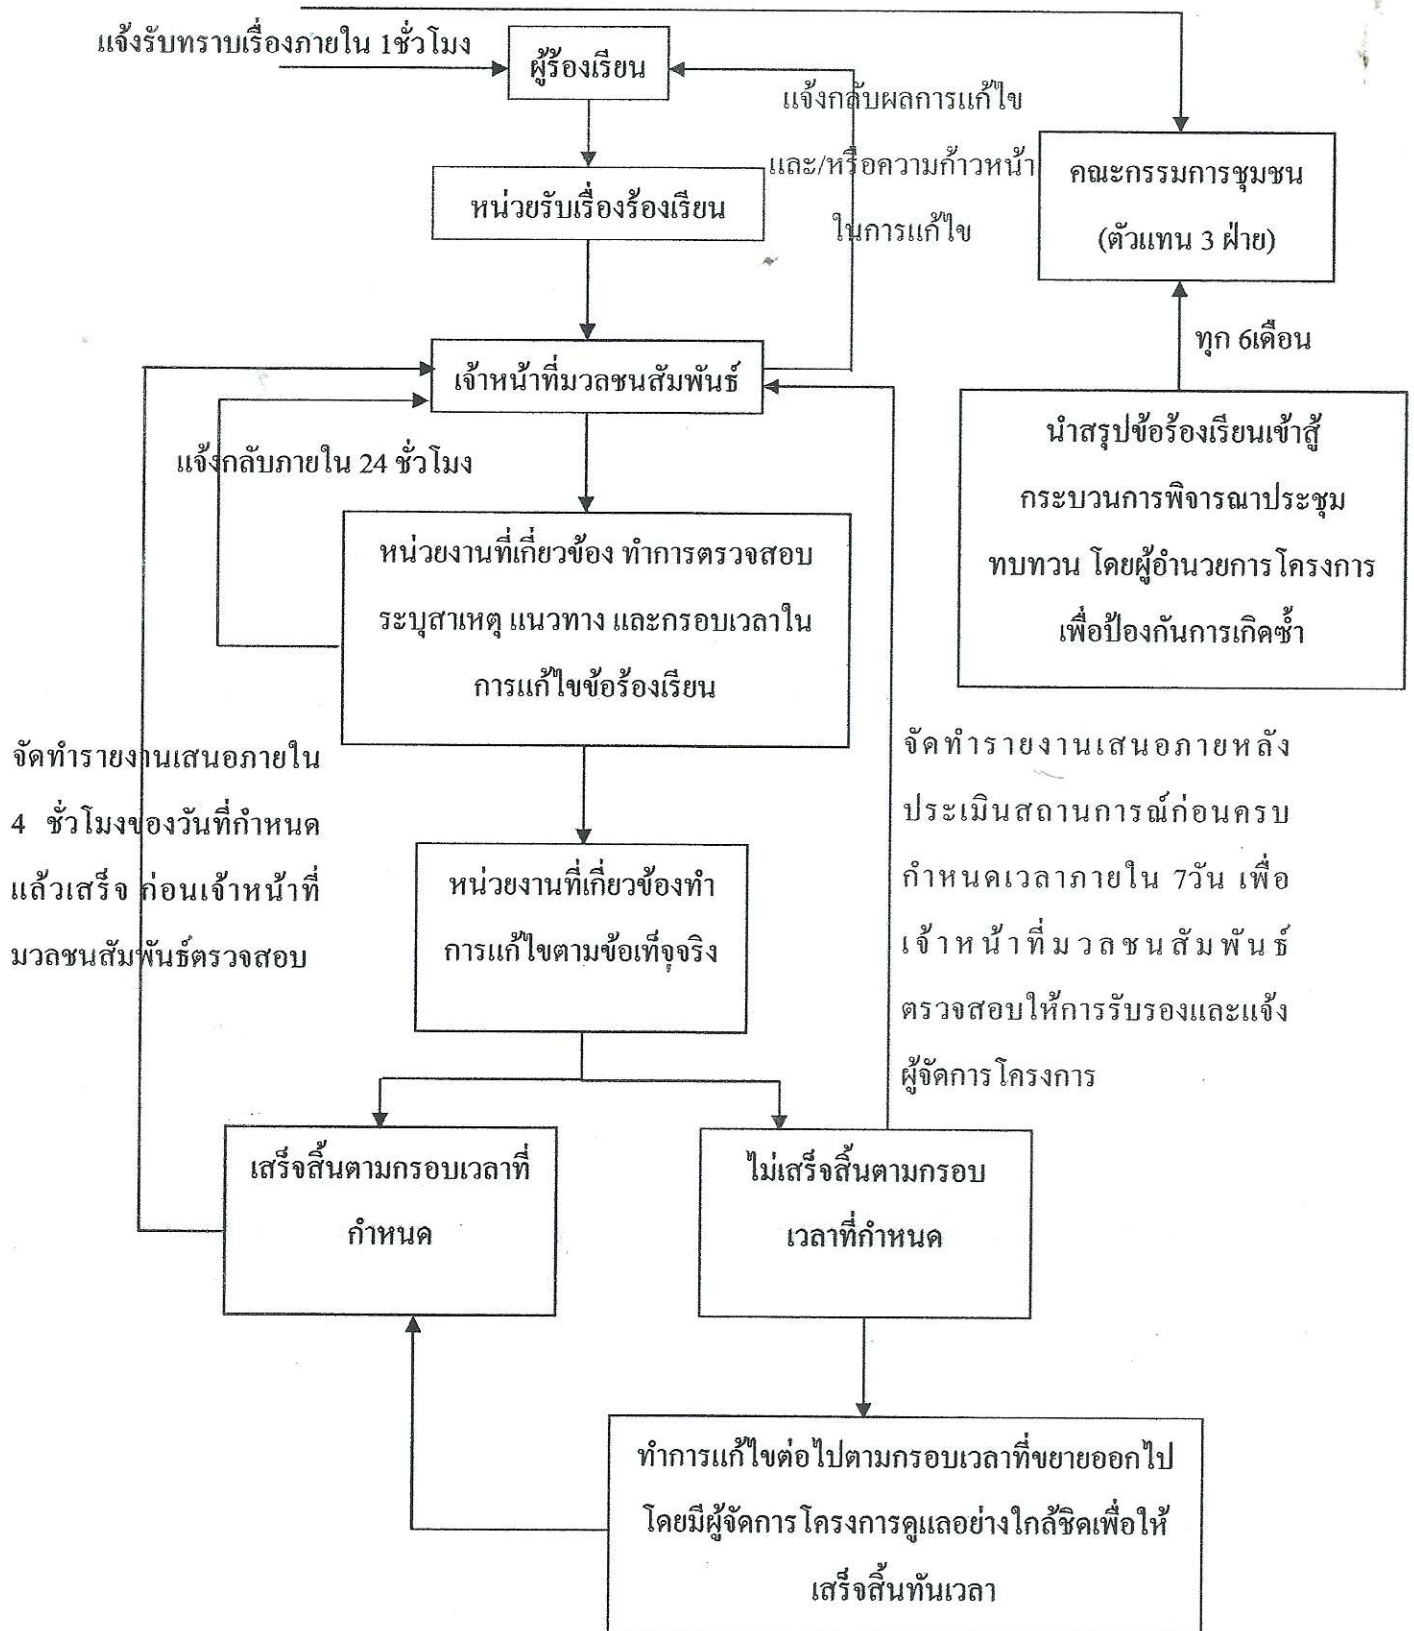 แจ้งรับทราบเรื่องภายใน 1ชั่วโมง
ผู้ร้องเรียน
แจ้งกลับผลการแก้ไข
และ/หรือความก้าวหน้า
ในการแก้ไข
หน่วยรับเรื่องร้องเรียน
คณะกรรมการชุมชน
(ตัวแทน 3 ฝ่าย)
ทุก 6เดือน
เจ้าหน้าที่มวลชนสัมพันธ์
นำสรุปข้อร้องเรียนเข้าสู้
กระบวนการพิจารณาประชุม
ทบทวน โดยผู้อำนวยการโครงการ
เพื่อป้องกันการเกิดซ้ำ
แจ้งกลับภายใน 24 ชั่วโมง
หน่วยงานที่เกี่ยวข้อง ทำการตรวจสอบ
ระบุสาเหตุ แนวทาง และกรอบเวลาใน
การแก้ไขข้อร้องเรียน
จัดทำรายงานเสนอภายใน
4 ชั่วโมงของวันที่กำหนด
แล้วเสร็จ ก่อนเจ้าหน้าที่
มวลชนสัมพันธ์ตรวจสอบ
หน่วยงานที่เกี่ยวข้องทำ
การแก้ไขตามข้อเท็จุจริง
จัดทำรายงานเสนอภายหลัง
ประเมินสถานการณ์ก่อนครบ
กำหนดเวลาภายใน 7วัน เพื่อ
เจ้าหน้าที่มวลชนสัมพันธ์
ตรวจสอบให้การรับรองและแจ้ง
ผู้จัดการโครงการ
เสร็จสิ้นตามกรอบเวลาที่
กำหนด
ไม่เสร็จสิ้นตามกรอบ
เวลาที่กำหนด
ทำการแก้ไขต่อไปตามกรอบเวลาที่ขยายออกไป
โดยมีผู้จัดการโครงการดูแลอย่างใกล้ชิดเพื่อให้
เสร็จสิ้นทันเวลา